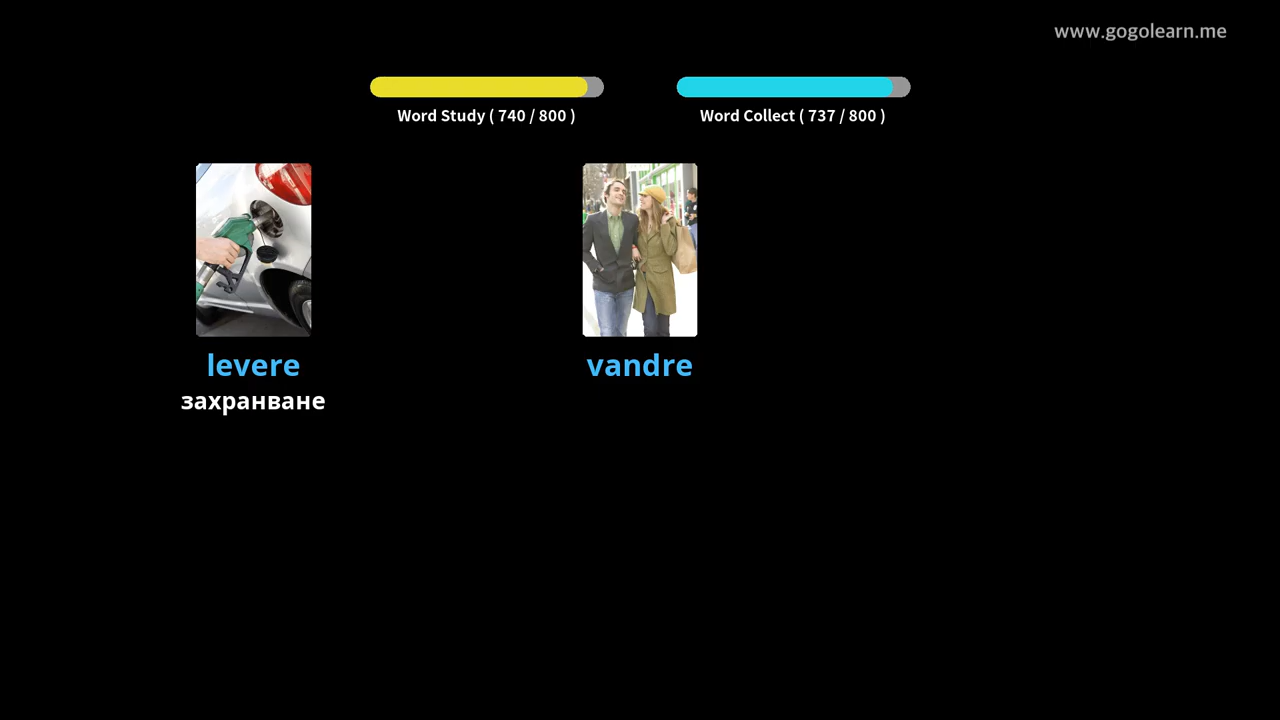 www.gogolearn.me
Word Study ( 740 / 800 )
Word Collect ( 737 / 800 )
levere
захранване
vandre